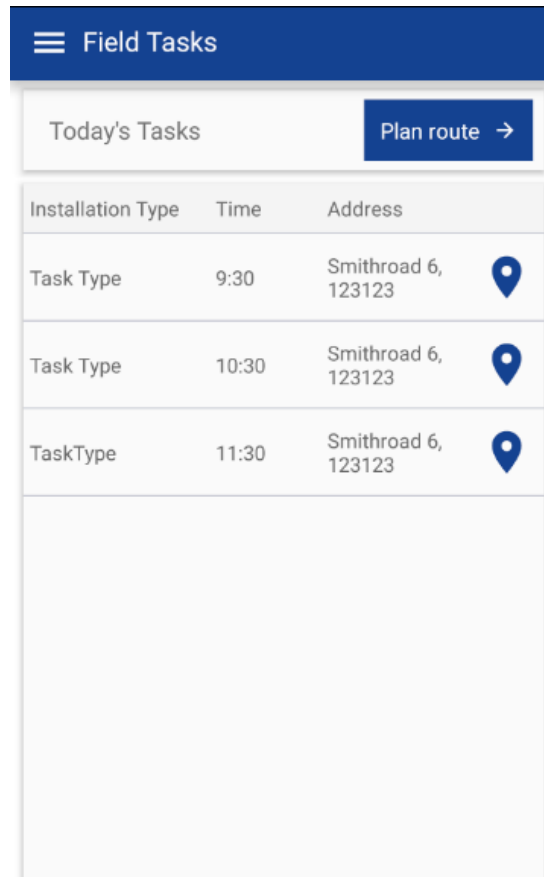 Field Tasks
Today's Tasks
Plan route →
Installation Type Time Address
Task Type 9:30 Smithroad 6,
123123
Task Type 10:30 Smithroad 6,
123123
TaskType 11:30 Smithroad 6,
123123